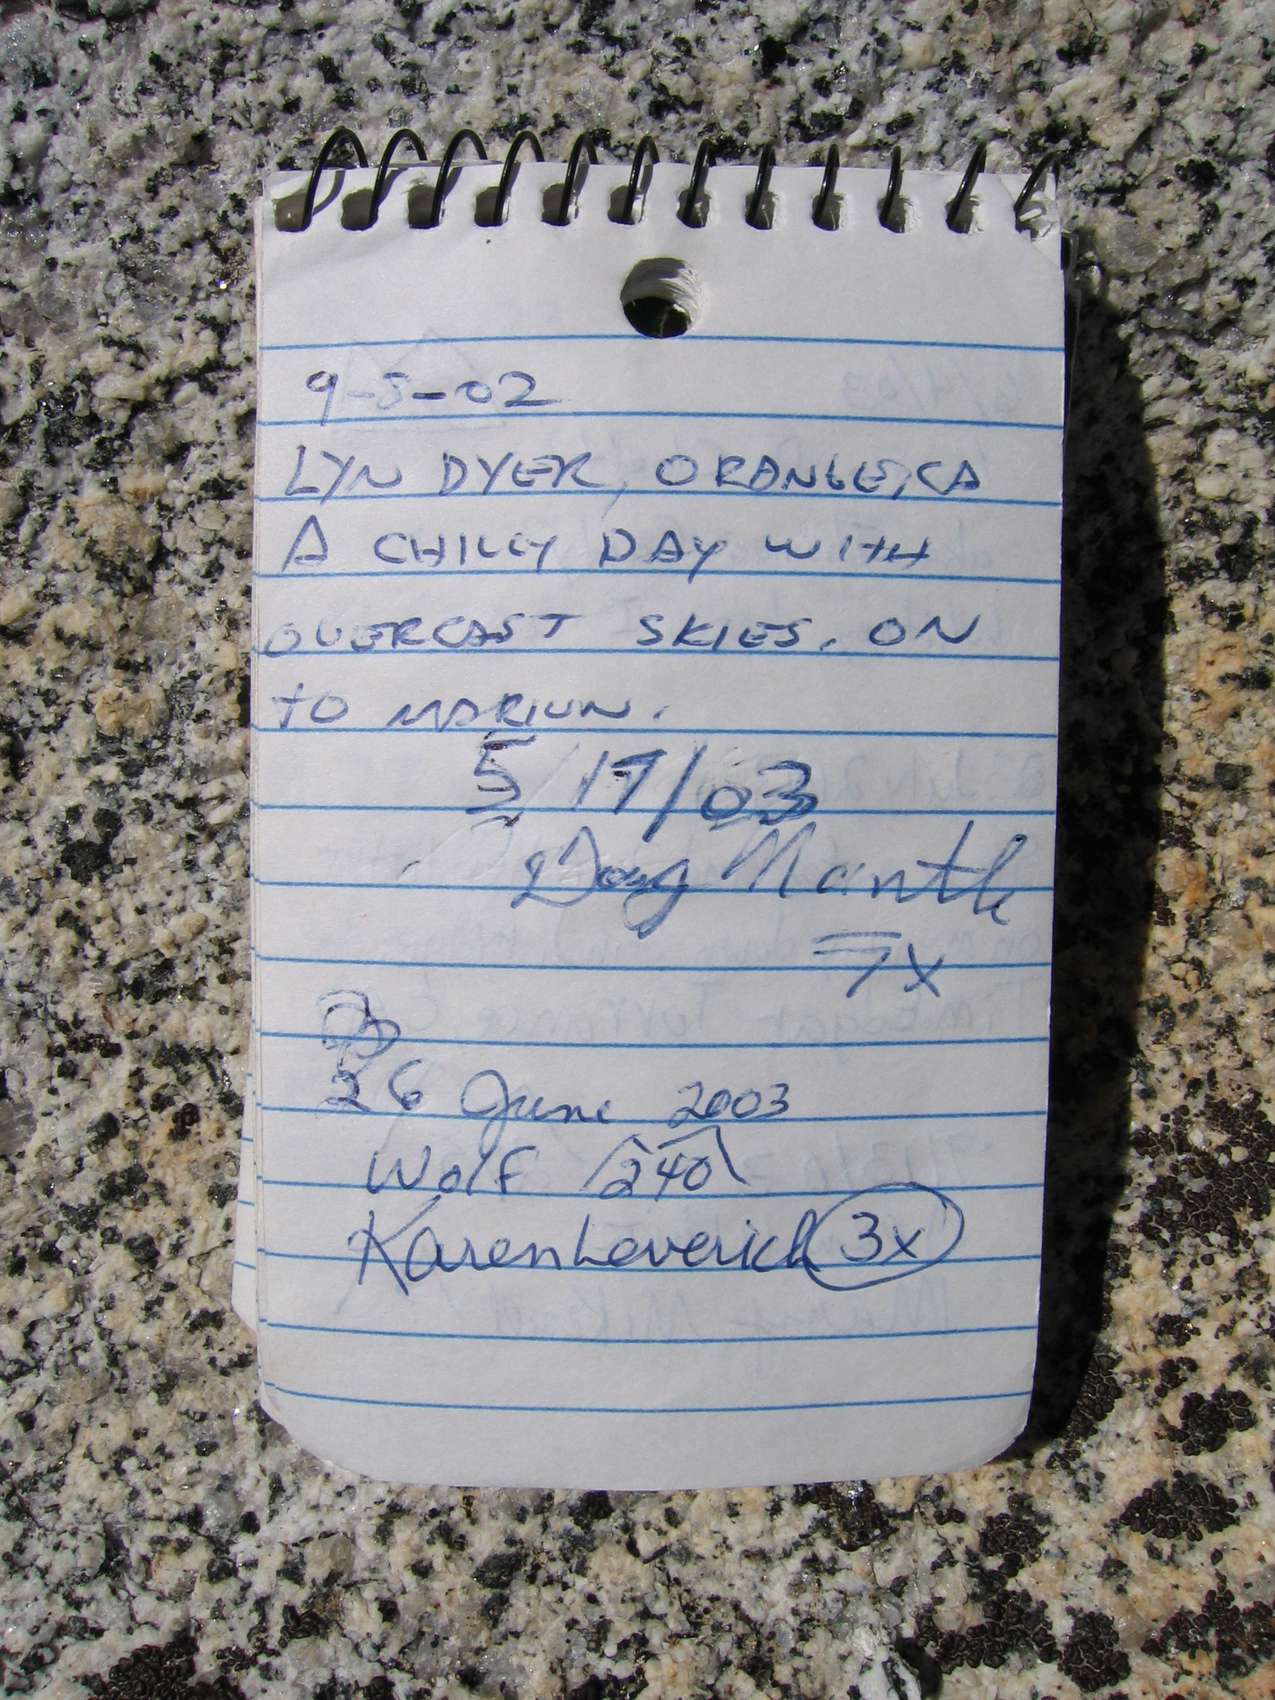 9-8-02
LYN DYER, ORANGE, CA
A CHILLY DAY WITH
OVERCAST SKIES. ON
TO MARION.
5/17/03
Doug Mantle
7x
26 June 2003
Wolf 240
Karen Leverich 3x